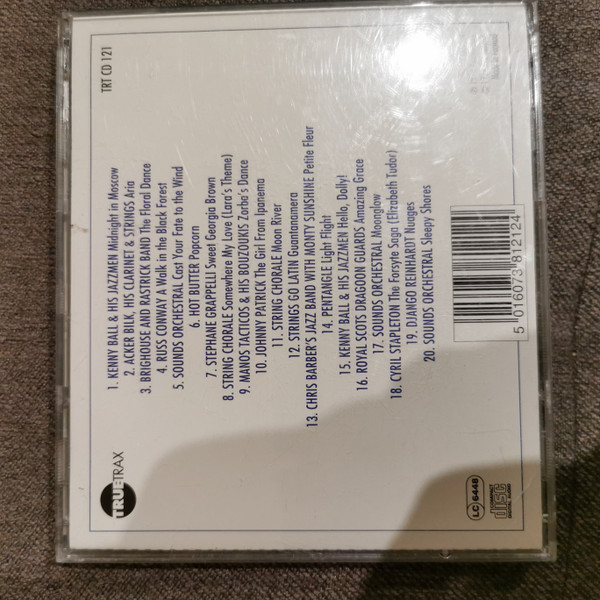 TRUETRAX
TRT CD 121
1. KENNY BALL & HIS JAZZMEN Midnight in Moscow
2. ACKER BILK, HIS CLARINET & STRINGS Aria
3. BRIGHOUSE AND RASTRICK BAND The Floral Dance
4. RUSS CONWAY A Walk in the Black Forest
5. SOUNDS ORCHESTRAL Cast Your Fate to the Wind
6. HOT BUTTER Popcorn
7. STEPHANE GRAPPELLI Sweet Georgia Brown
8. STRING CHORALE Somewhere My Love (Lara's Theme)
9. MANOS TACTICOS & HIS BOUZOUKIS Zorba's Dance
10. JOHNNY PATRICK The Girl From Ipanema
11. STRING CHORALE Moon River
12. STRINGS GO LATIN Guantanamera
13. CHRIS BARBER'S JAZZ BAND WITH MONTY SUNSHINE Petite Fleur
14. PENTANGLE Light Flight
15. KENNY BALL & HIS JAZZMEN Hello, Dolly!
16. ROYAL SCOTS DRAGOON GUARDS Amazing Grace
17. SOUNDS ORCHESTRAL Moonglow
18. CYRIL STAPLETON The Forsyte Saga (Elizabeth Tudor)
19. DJANGO REINHARDT Nuages
20. SOUNDS ORCHESTRAL Sleepy Shores
LC 6448
COMPACT
disc
DIGITAL AUDIO
5 016073 812124